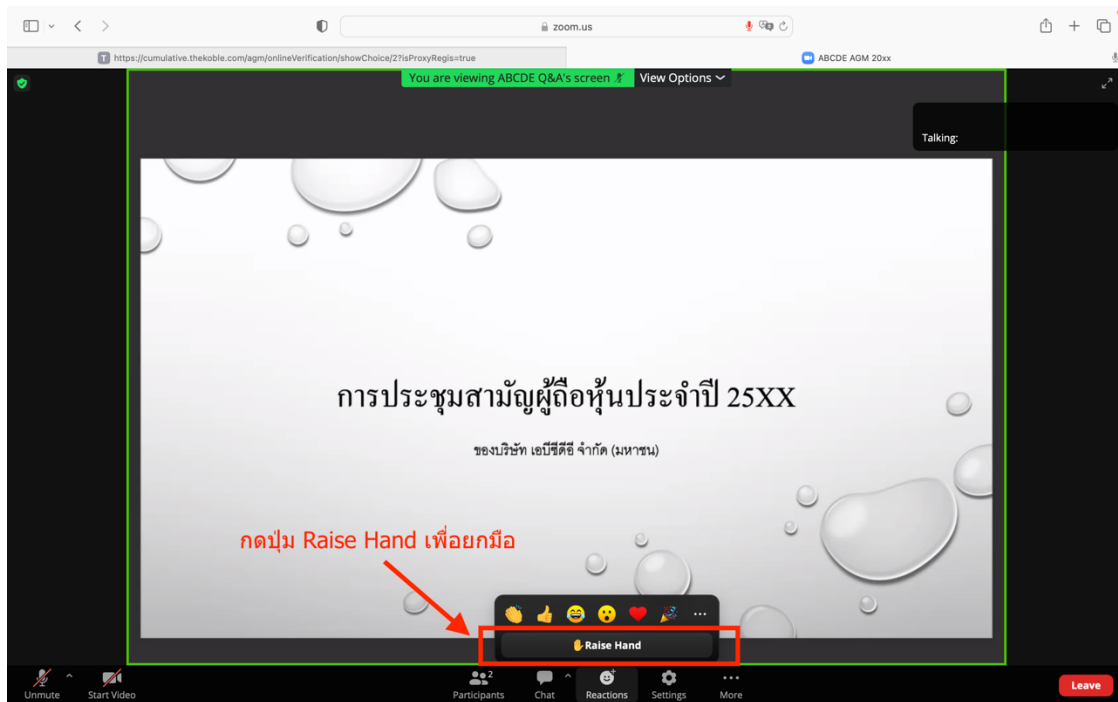 zoom.us
https://cumulative.thekoble.com/agm/onlineVerification/showChoice/2?isProxyRegis=true
ABCDE AGM 20xx
You are viewing ABCDE Q&A's screen
View Options
Talking:
การประชุมสามัญผู้ถือหุ้นประจำปี 25XX
ของบริษัท เอบีซีดีอี จำกัด (มหาชน)
กดปุ่ม Raise Hand เพื่อยกมือ
Raise Hand
2
Unmute
Start Video
Participants
Chat
Reactions
Settings
More
Leave